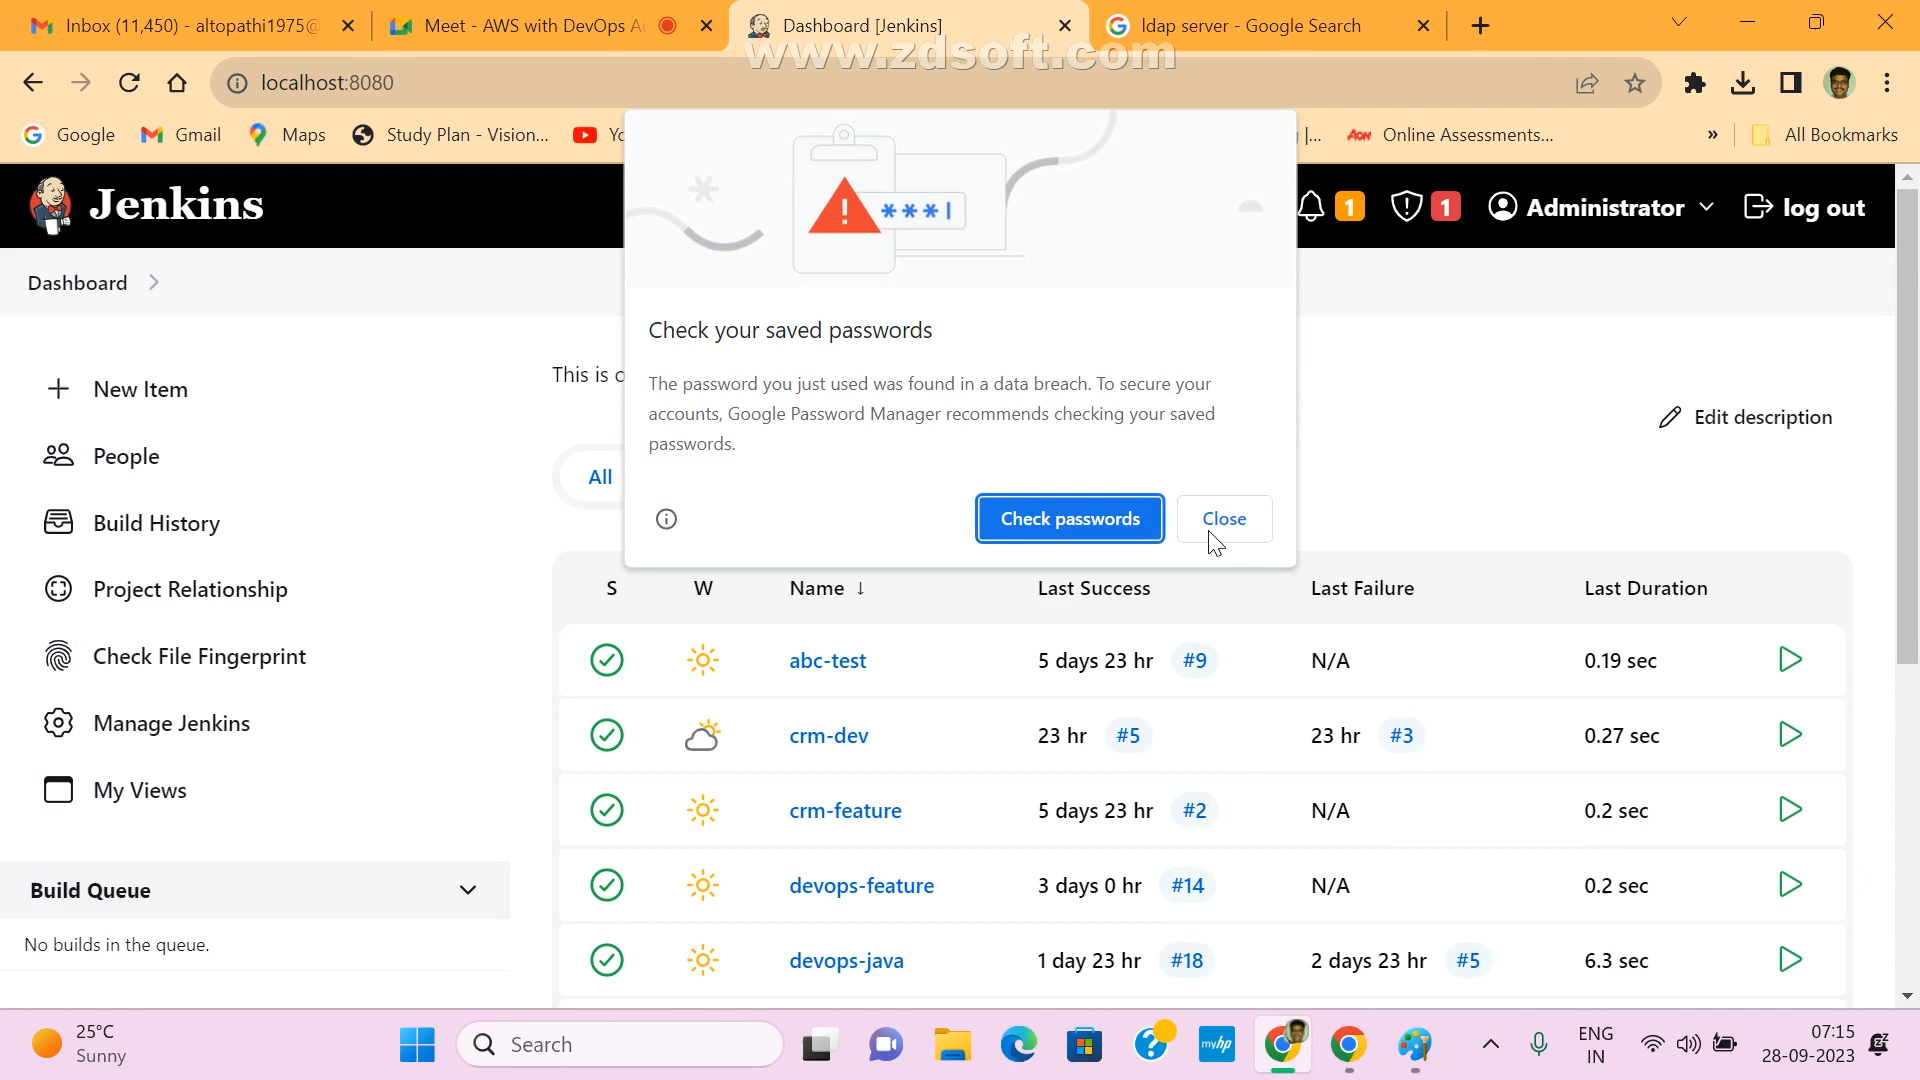 Inbox (11,450) - altopathi1975@
Meet - AWS with DevOps Au
Dashboard [Jenkins]
ldap server - Google Search
www.zdsoft.com
localhost:8080
Google
Gmail
Maps
Study Plan - Vision...
Online Assessments...
»
All Bookmarks
Jenkins
1
1
Administrator
log out
Dashboard
Check your saved passwords
The password you just used was found in a data breach. To secure your
accounts, Google Password Manager recommends checking your saved
passwords.
Check passwords
Close
New Item
People
Build History
Project Relationship
Check File Fingerprint
Manage Jenkins
My Views
Build Queue
No builds in the queue.
This is
Edit description
All
S W Name ↓ Last Success Last Failure Last Duration
abc-test 5 days 23 hr #9 N/A 0.19 sec
crm-dev 23 hr #5 23 hr #3 0.27 sec
crm-feature 5 days 23 hr #2 N/A 0.2 sec
devops-feature 3 days 0 hr #14 N/A 0.2 sec
devops-java 1 day 23 hr #18 2 days 23 hr #5 6.3 sec
25°C
Sunny
Search
myhp
ENG
IN
07:15
28-09-2023